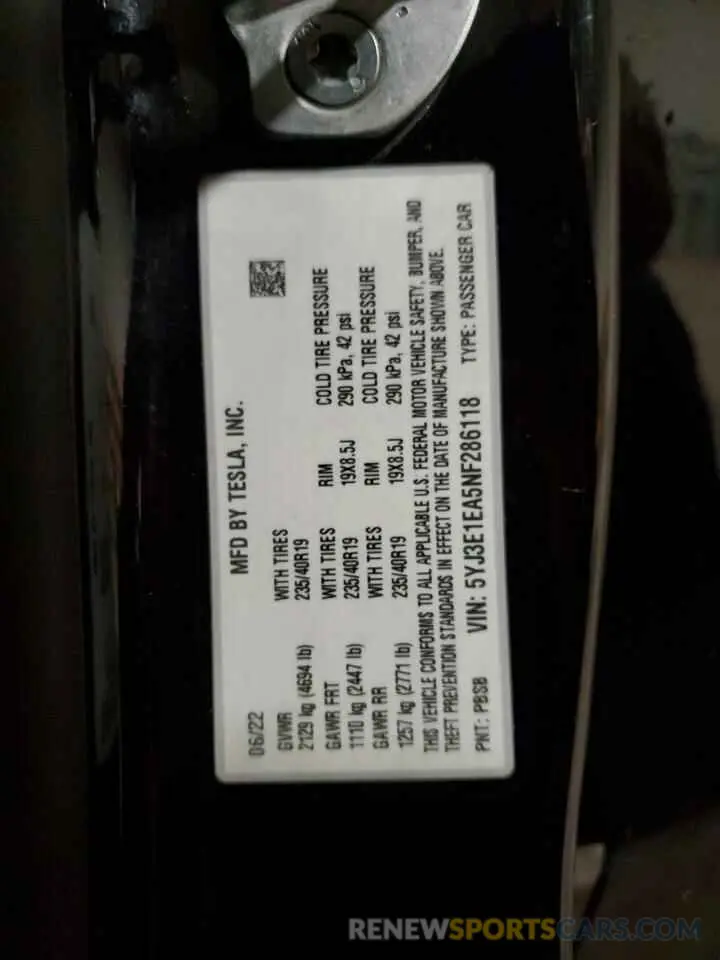 MFD BY TESLA, INC.
06/22
GVWR WITH TIRES
2129 kg (4694 lb) 235/40R19
GAWR FRT WITH TIRES RIM COLD TIRE PRESSURE
1110 kg (2447 lb) 235/40R19 19X8.5J 290 kPa, 42 psi
GAWR RR WITH TIRES RIM COLD TIRE PRESSURE
1257 kg (2771 lb) 235/40R19 19X8.5J 290 kPa, 42 psi
THIS VEHICLE CONFORMS TO ALL APPLICABLE U.S. FEDERAL MOTOR VEHICLE SAFETY, BUMPER, AND
THEFT PREVENTION STANDARDS IN EFFECT ON THE DATE OF MANUFACTURE SHOWN ABOVE.
PNT: PBSB VIN: 5YJ3E1EA5NF286118 TYPE: PASSENGER CAR
RENEWSPORTSCARS.COM